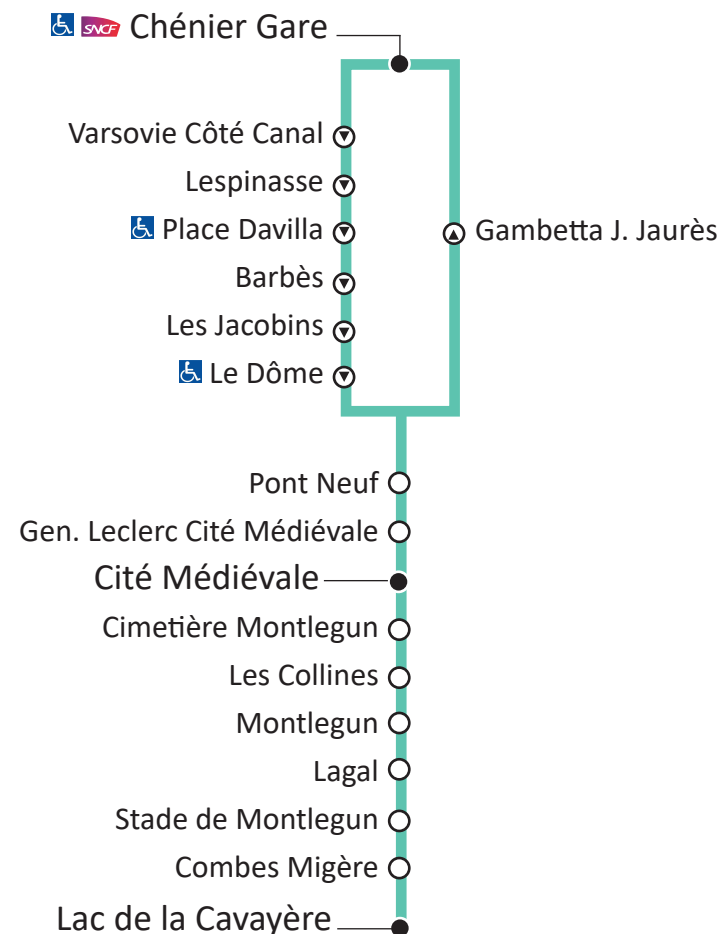 SNCF Chénier Gare
Varsovie Côté Canal
Lespinasse
Place Davilla
Gambetta J. Jaurès
Barbès
Les Jacobins
Le Dôme
Pont Neuf
Gen. Leclerc Cité Médiévale
Cité Médiévale
Cimetière Montlegun
Les Collines
Montlegun
Lagal
Stade de Montlegun
Combes Migère
Lac de la Cavayère